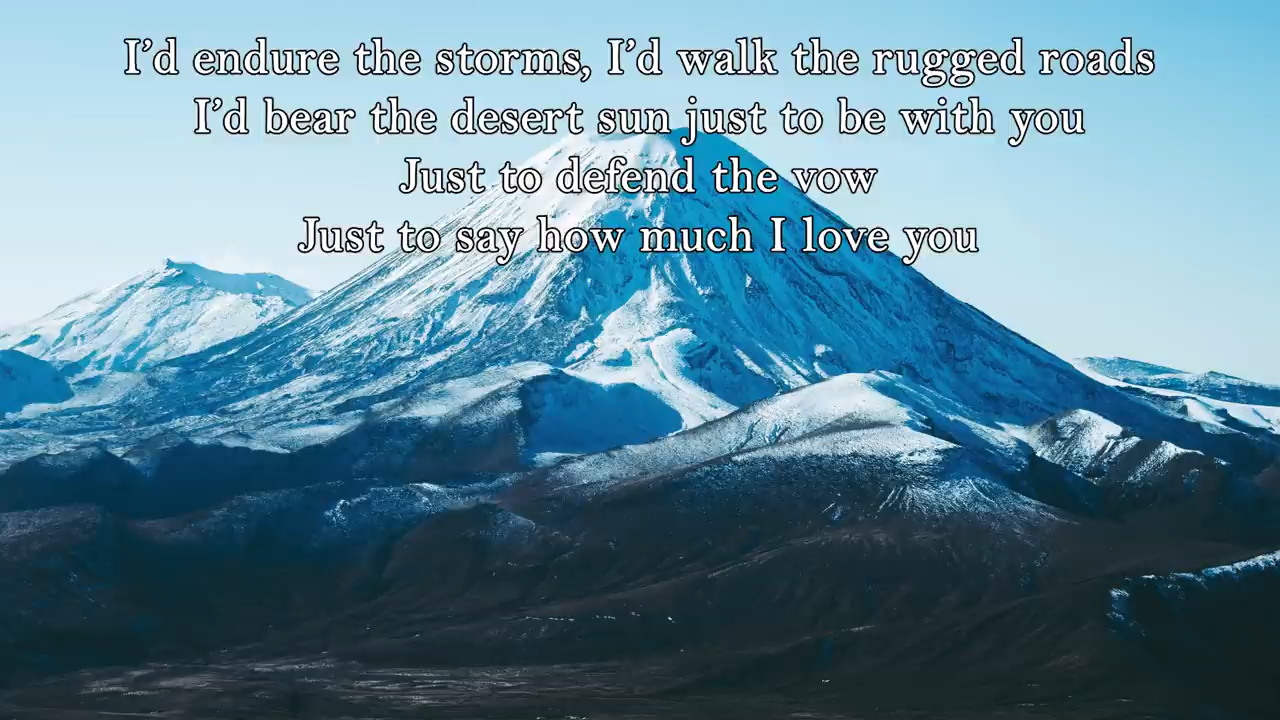 I’d endure the storms, I’d walk the rugged roads
I’d bear the desert sun just to be with you
Just to defend the vow
Just to say how much I love you